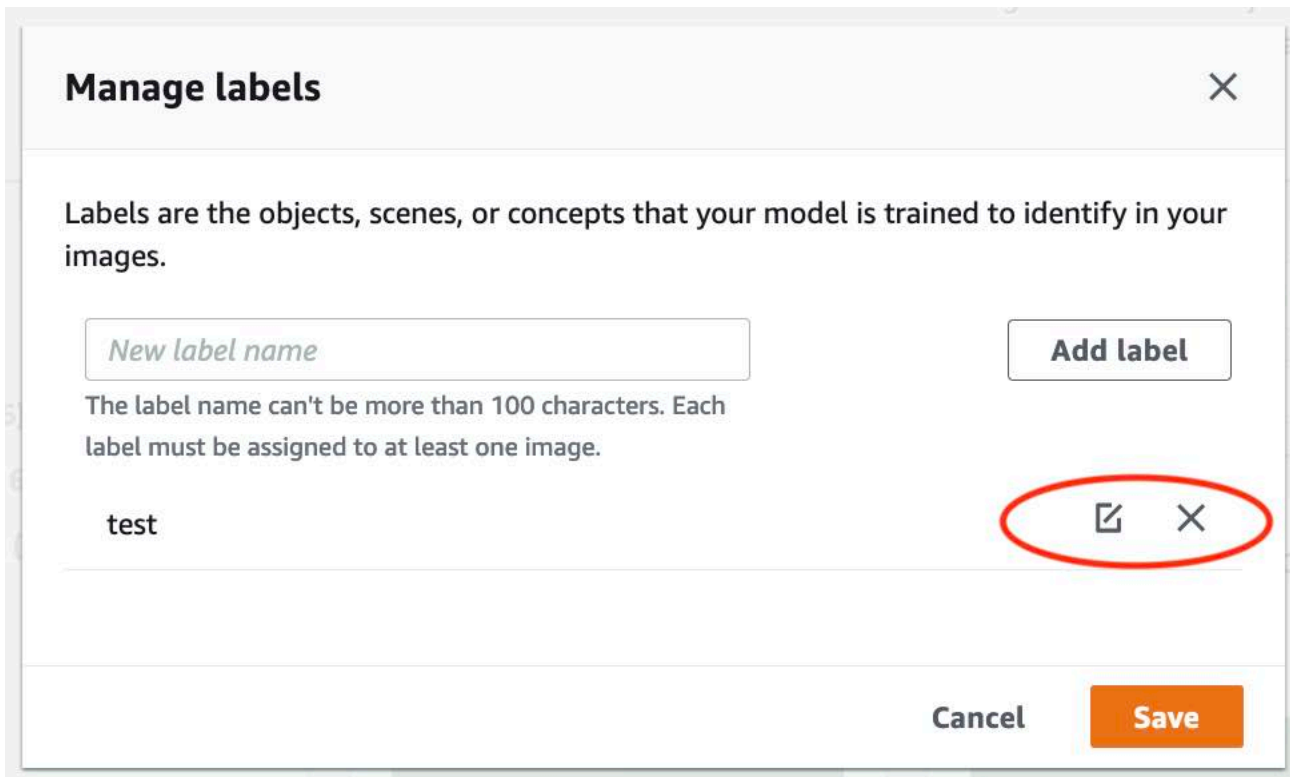 Manage labels
Labels are the objects, scenes, or concepts that your model is trained to identify in your
images.
New label name
Add label
The label name can't be more than 100 characters. Each
label must be assigned to at least one image.
test
Cancel
Save